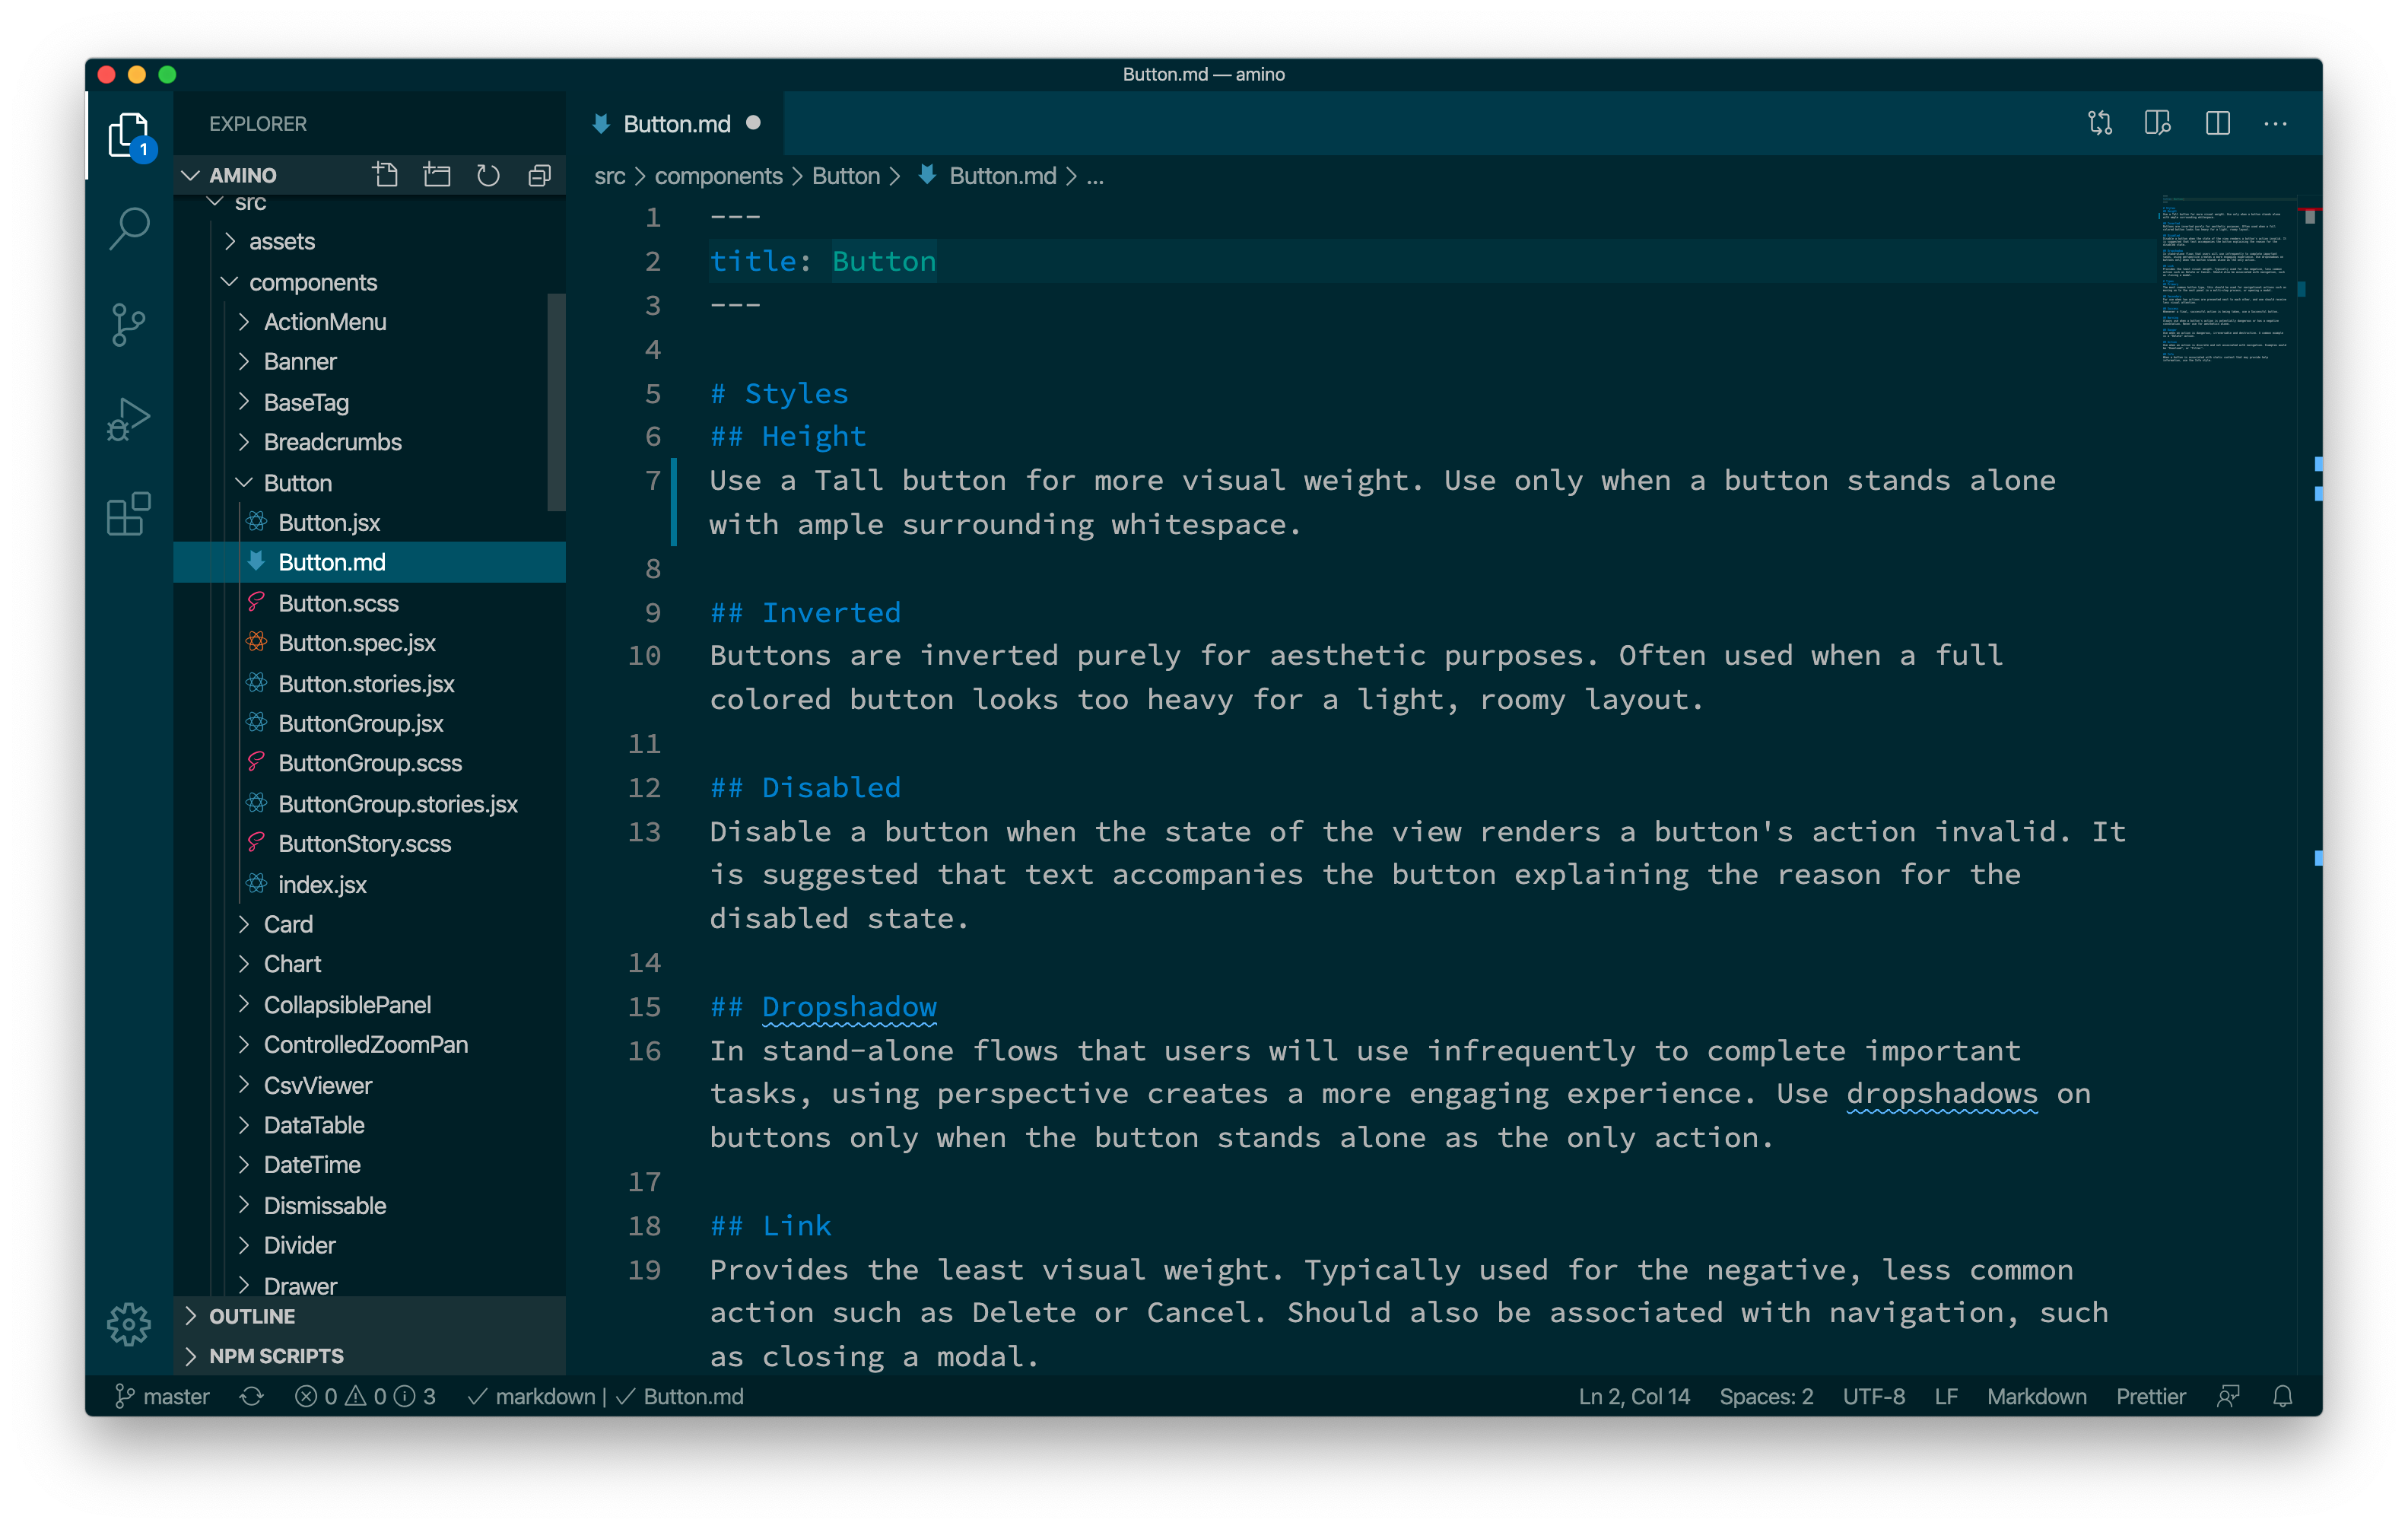 Button.md — amino
1
EXPLORER
AMINO
src
assets
components
ActionMenu
Banner
BaseTag
Breadcrumbs
Button
Button.jsx
Button.md
Button.scss
Button.spec.jsx
Button.stories.jsx
ButtonGroup.jsx
ButtonGroup.scss
ButtonGroup.stories.jsx
ButtonStory.scss
index.jsx
Card
Chart
CollapsiblePanel
ControlledZoomPan
CsvViewer
DataTable
DateTime
Dismissable
Divider
Drawer
OUTLINE
NPM SCRIPTS
Button.md
src > components > Button > Button.md > ...
1 ---
2 title: Button
3 ---
4
5 # Styles
6 ## Height
7 Use a Tall button for more visual weight. Use only when a button stands alone
with ample surrounding whitespace.
8
9 ## Inverted
10 Buttons are inverted purely for aesthetic purposes. Often used when a full
colored button looks too heavy for a light, roomy layout.
11
12 ## Disabled
13 Disable a button when the state of the view renders a button's action invalid. It
is suggested that text accompanies the button explaining the reason for the
disabled state.
14
15 ## Dropshadow
16 In stand-alone flows that users will use infrequently to complete important
tasks, using perspective creates a more engaging experience. Use dropshadows on
buttons only when the button stands alone as the only action.
17
18 ## Link
19 Provides the least visual weight. Typically used for the negative, less common
action such as Delete or Cancel. Should also be associated with navigation, such
as closing a modal.
master 0 0 3 markdown | Button.md Ln 2, Col 14 Spaces: 2 UTF-8 LF Markdown Prettier